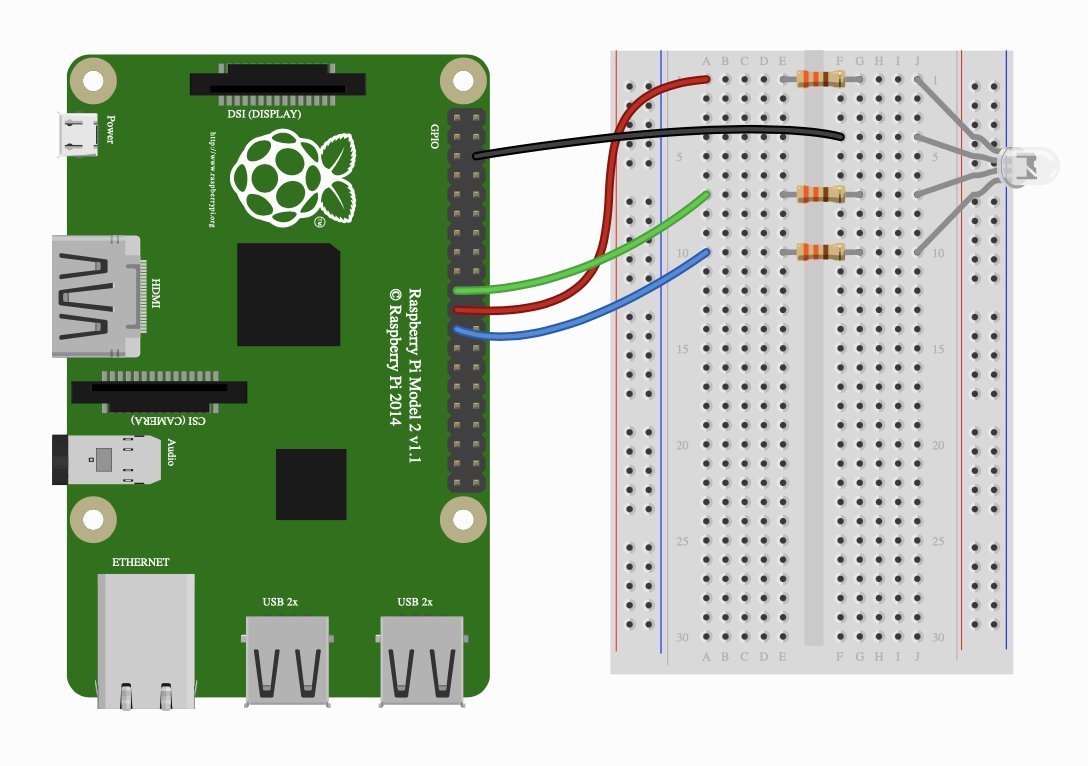 DSI (DISPLAY)
Power
GPIO
http://www.raspberrypi.org
TM
HDMI
Raspberry Pi Model 2 v1.1
© Raspberry Pi 2014
CSI (CAMERA)
Audio
ETHERNET
USB 2x
USB 2x
A B C D E F G H I J
1 1
5 5
10 10
15 15
20 20
25 25
30 30
A B C D E F G H I J